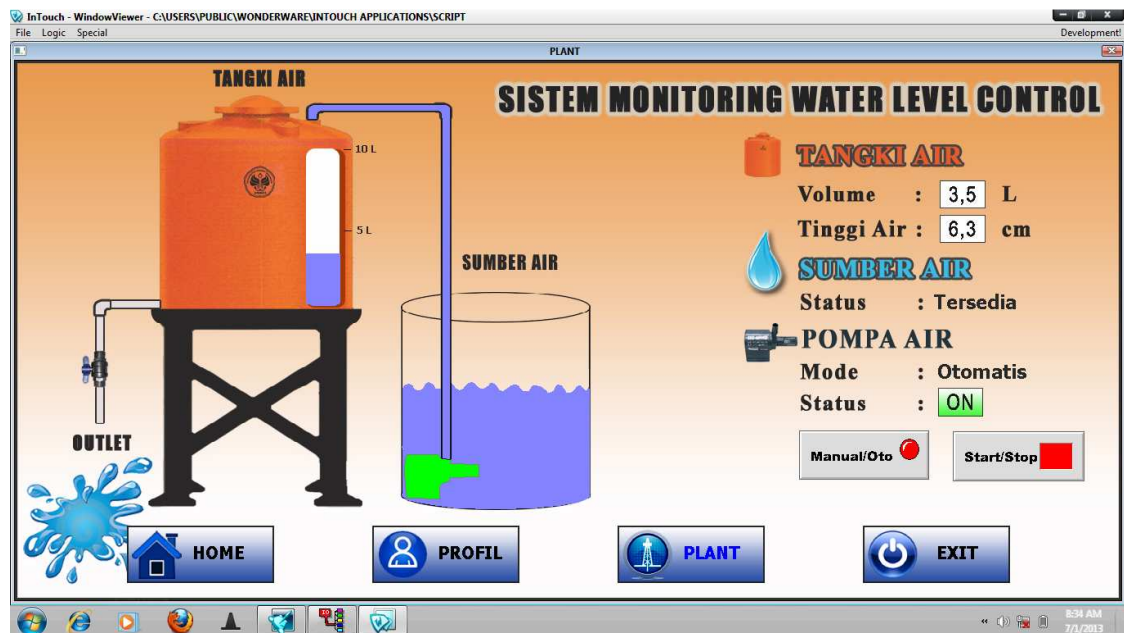 InTouch - WindowViewer - C:\USERS\PUBLIC\WONDERWARE\INTOUCH APPLICATIONS\SCRIPT
File Logic Special Development!
PLANT
TANGKI AIR
SISTEM MONITORING WATER LEVEL CONTROL
10 L
5 L
SUMBER AIR
OUTLET
TANGKI AIR
Volume : 3,5 L
Tinggi Air : 6,3 cm
SUMBER AIR
Status : Tersedia
POMPA AIR
Mode : Otomatis
Status : ON
Manual/Oto
Start/Stop
HOME
PROFIL
PLANT
EXIT
8:34 AM
7/1/2013